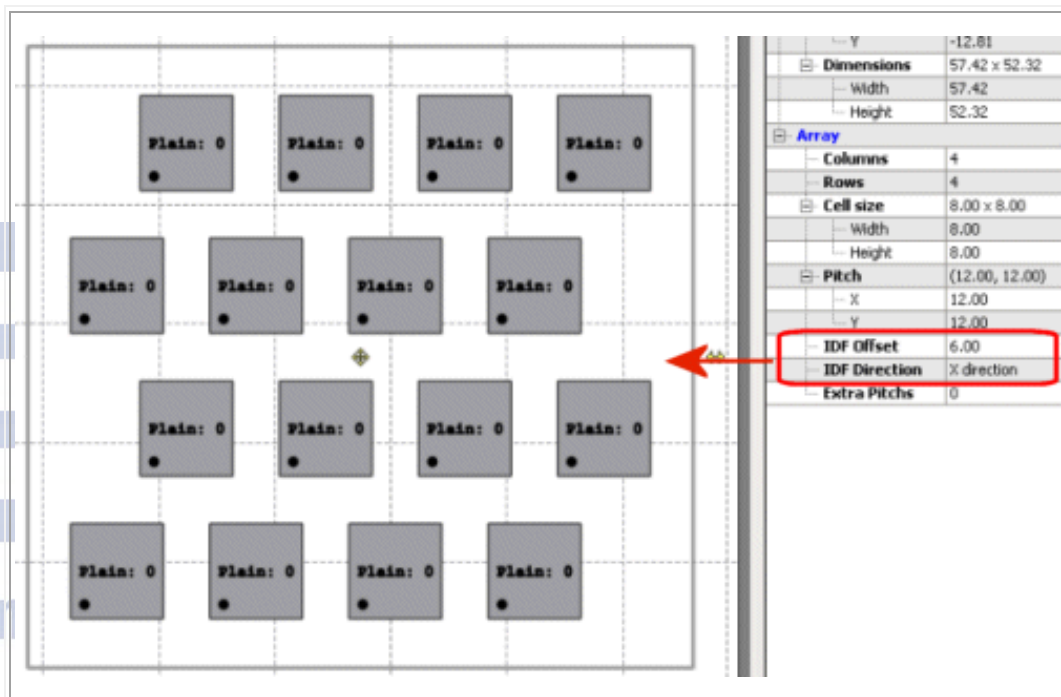 Y -12.81
Dimensions 57.42 x 52.32
Width 57.42
Height 52.32
Array
Columns 4
Rows 4
Cell size 8.00 x 8.00
Width 8.00
Height 8.00
Pitch (12.00, 12.00)
X 12.00
Y 12.00
IDF Offset 6.00
IDF Direction X direction
Extra Pitchs 0
Plain: 0 Plain: 0 Plain: 0 Plain: 0
Plain: 0 Plain: 0 Plain: 0 Plain: 0
Plain: 0 Plain: 0 Plain: 0 Plain: 0
Plain: 0 Plain: 0 Plain: 0 Plain: 0